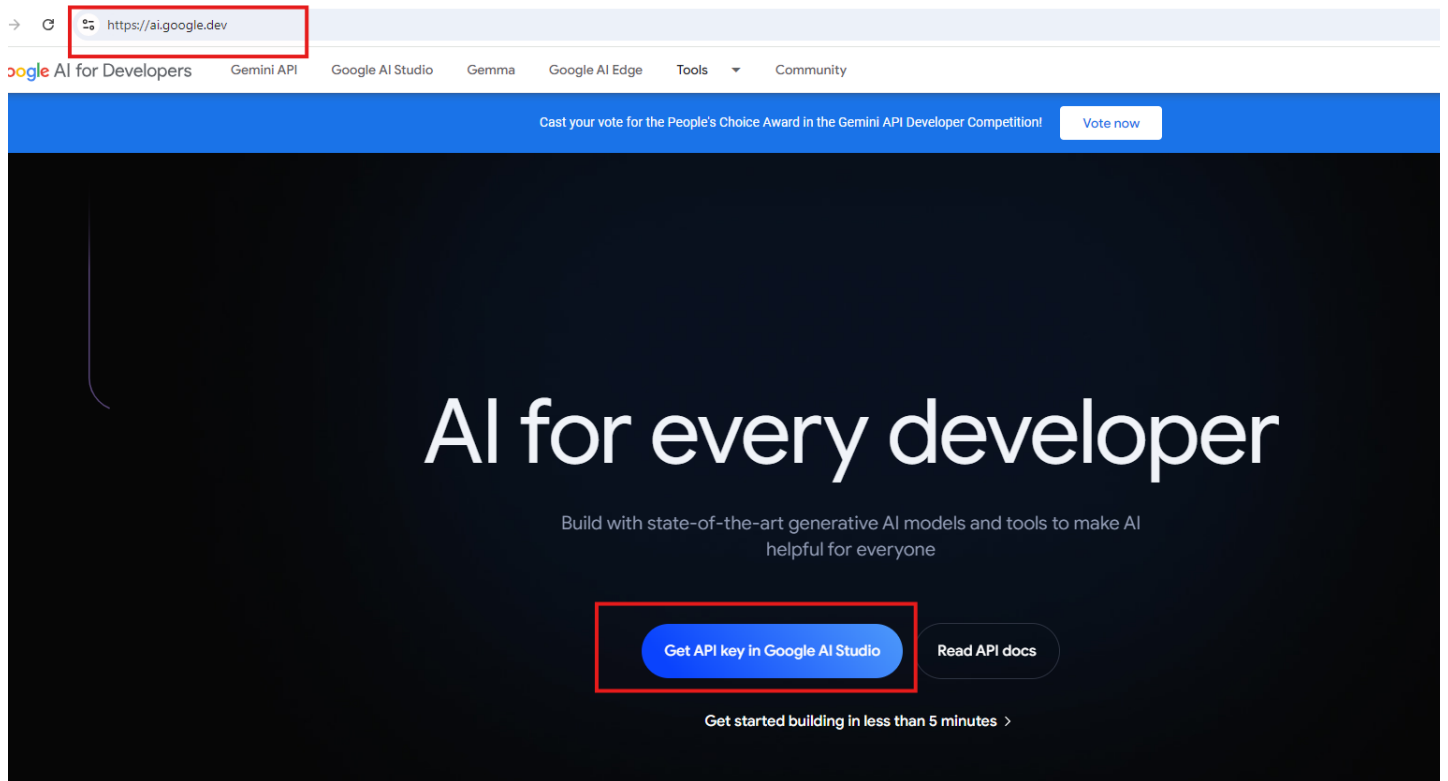 https://ai.google.dev
oogle AI for Developers Gemini API Google AI Studio Gemma Google AI Edge Tools Community
Cast your vote for the People's Choice Award in the Gemini API Developer Competition! Vote now
AI for every developer
Build with state-of-the-art generative AI models and tools to make AI
helpful for everyone
Get API key in Google AI Studio Read API docs
Get started building in less than 5 minutes >